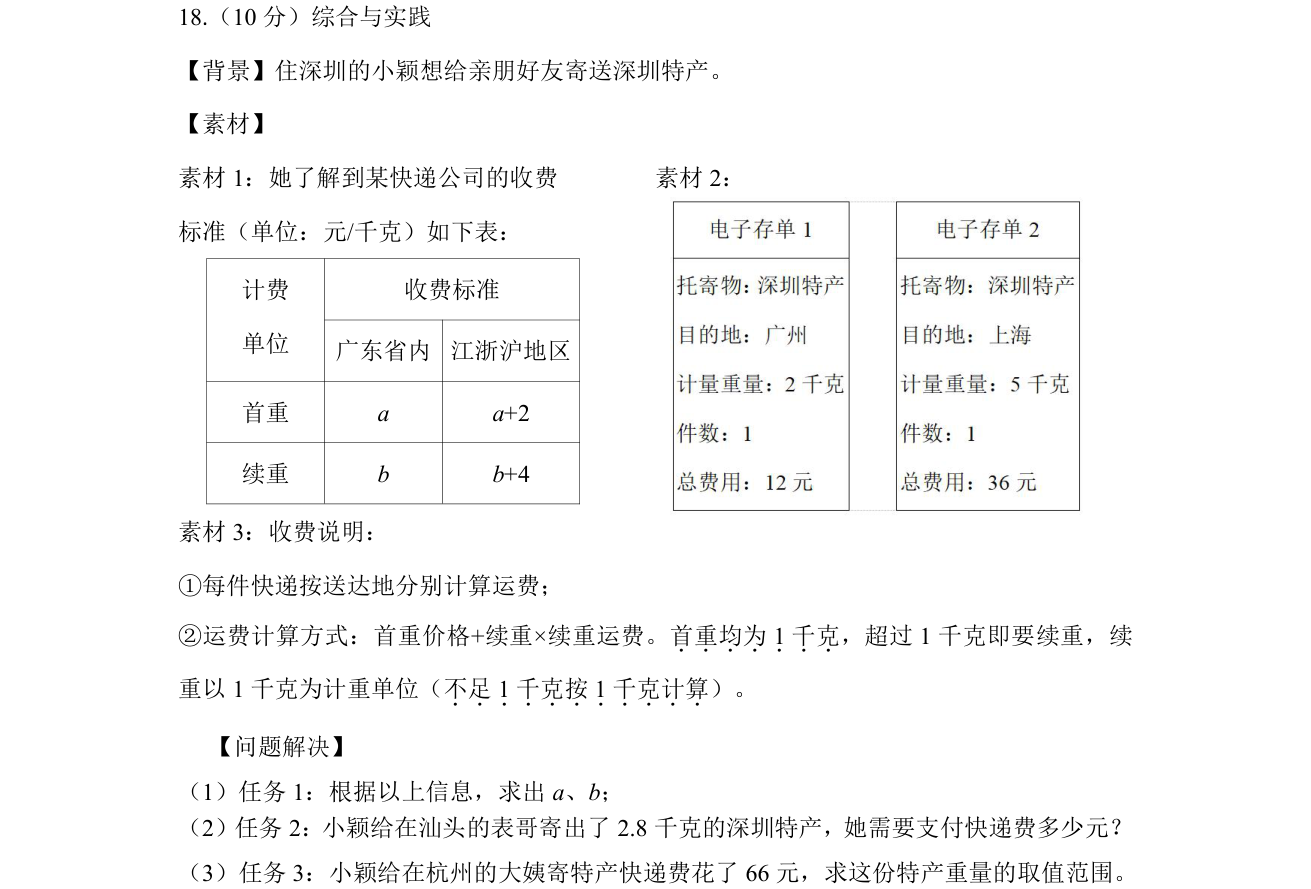 18.（10 分）综合与实践
【背景】住深圳的小颖想给亲朋好友寄送深圳特产。
【素材】
素材 1：她了解到某快递公司的收费
标准（单位：元/千克）如下表：
计费单位 收费标准
广东省内 江浙沪地区
首重 a a+2
续重 b b+4
素材 2：
电子存单 1
托寄物：深圳特产
目的地：广州
计量重量：2 千克
件数：1
总费用：12 元
电子存单 2
托寄物：深圳特产
目的地：上海
计量重量：5 千克
件数：1
总费用：36 元
素材 3：收费说明：
①每件快递按送达地分别计算运费；
②运费计算方式：首重价格+续重×续重运费。首重均为 1 千克，超过 1 千克即要续重，续
重以 1 千克为计重单位（不足 1 千克按 1 千克计算）。
【问题解决】
（1）任务 1：根据以上信息，求出 a、b；
（2）任务 2：小颖给在汕头的表哥寄出了 2.8 千克的深圳特产，她需要支付快递费多少元？
（3）任务 3：小颖给在杭州的大姨寄特产快递费花了 66 元，求这份特产重量的取值范围。